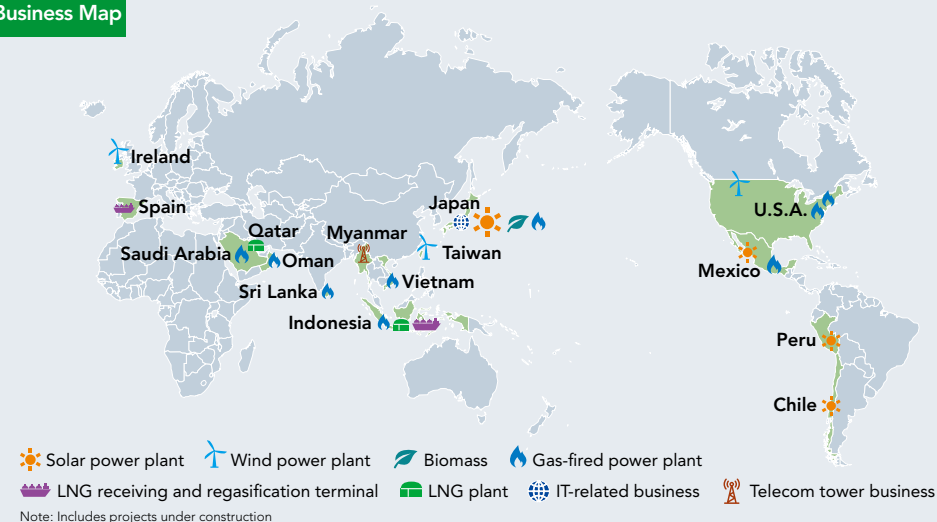 Business Map
Ireland
Spain
Japan
Qatar
Myanmar
U.S.A.
Saudi Arabia
Oman
Taiwan
Mexico
Sri Lanka
Vietnam
Indonesia
Peru
Chile
Solar power plant
Wind power plant
Biomass
Gas-fired power plant
LNG receiving and regasification terminal
LNG plant
IT-related business
Telecom tower business
Note: Includes projects under construction